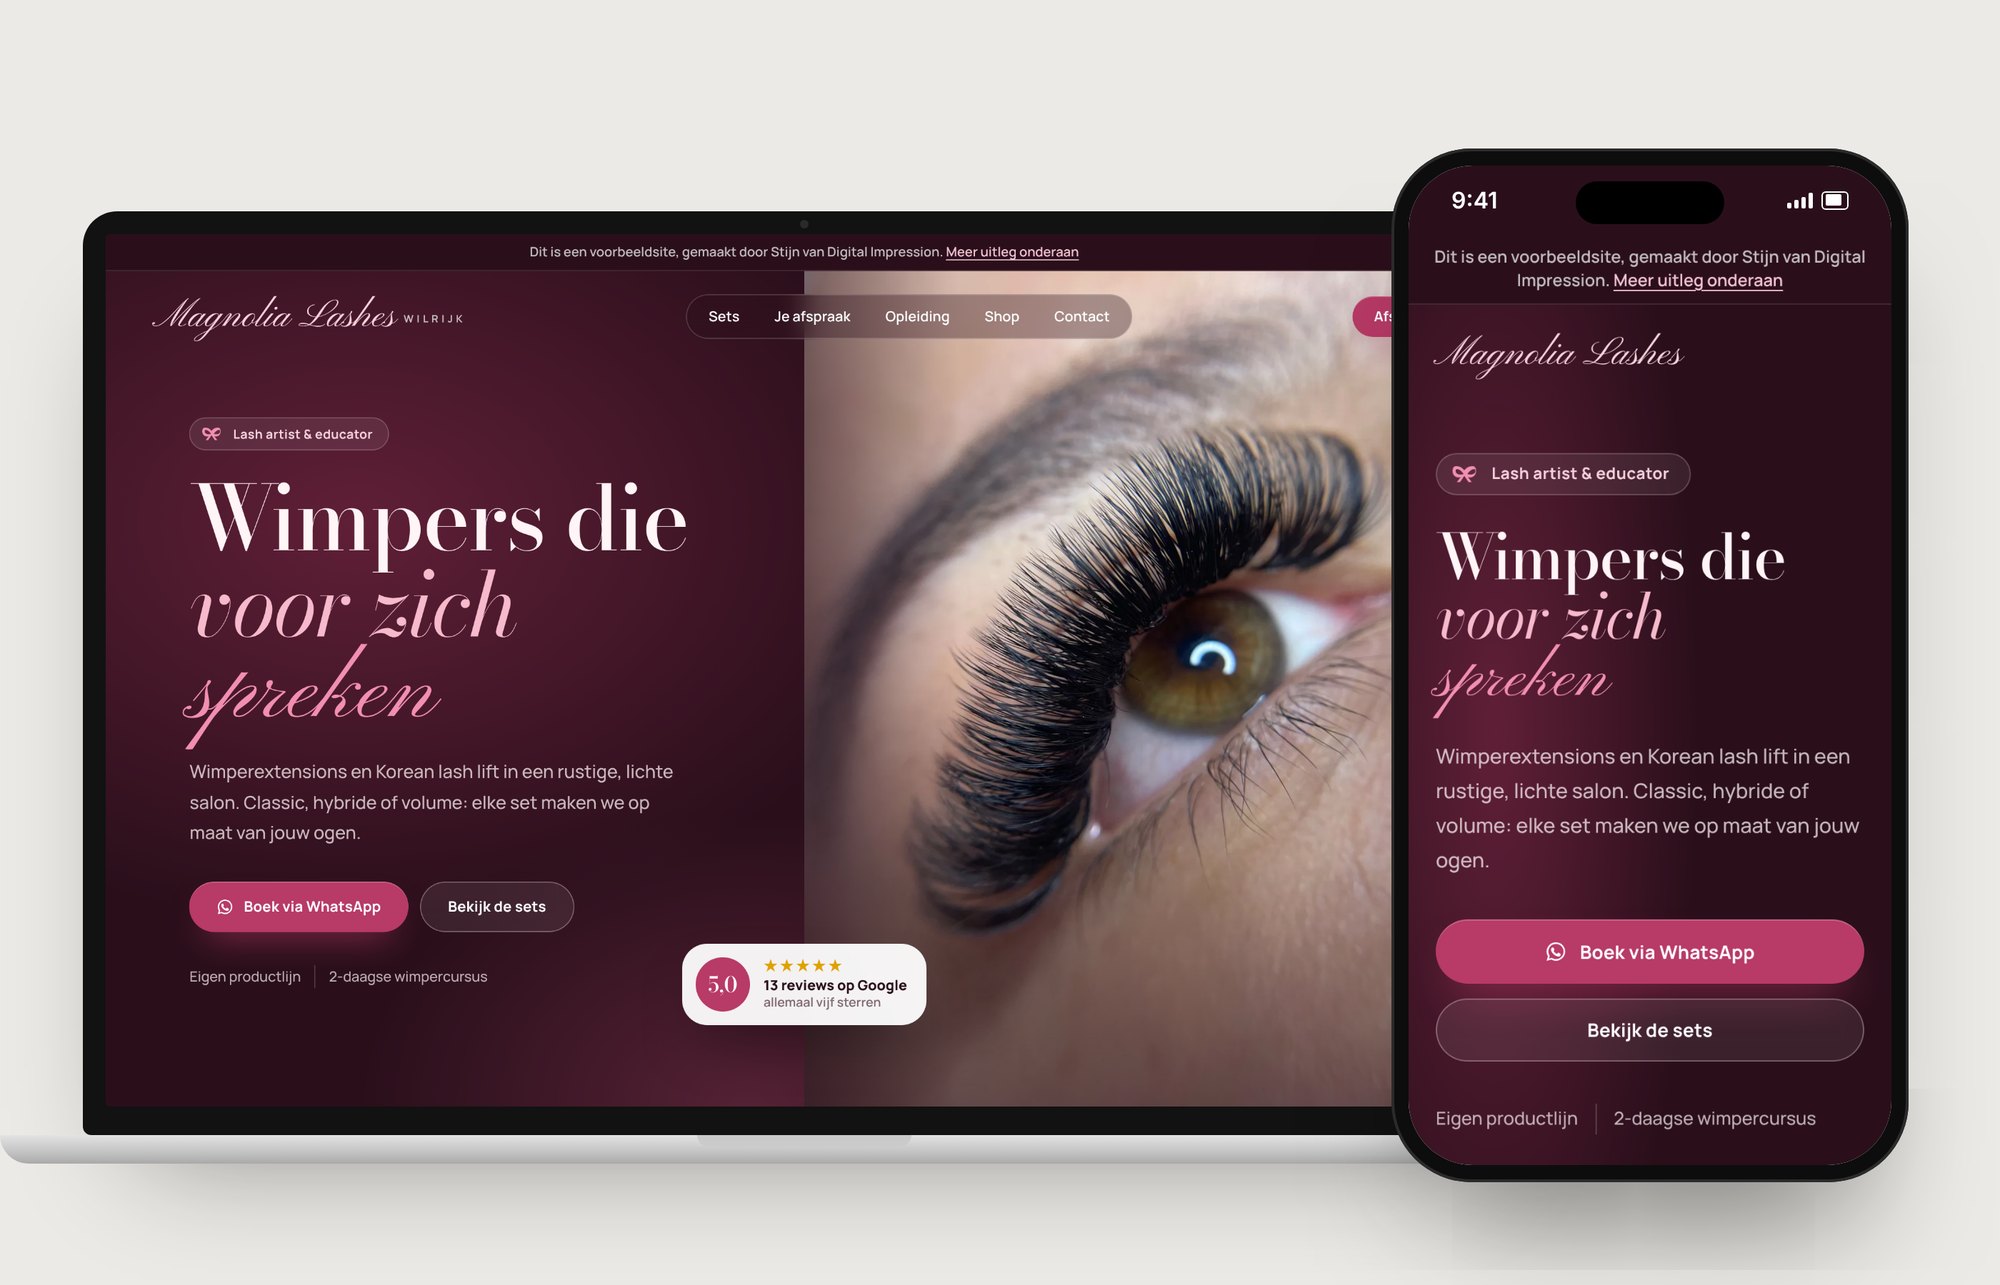 Dit is een voorbeeldsite, gemaakt door Stijn van Digital Impression. Meer uitleg onderaan
Magnolia Lashes WILRIJK
Sets Je afspraak Opleiding Shop Contact
Afs
Lash artist & educator
Wimpers die
voor zich
spreken
Wimperextensions en Korean lash lift in een rustige, lichte
salon. Classic, hybride of volume: elke set maken we op
maat van jouw ogen.
Boek via WhatsApp
Bekijk de sets
Eigen productlijn
2-daagse wimpercursus
5,0
13 reviews op Google
allemaal vijf sterren
9:41
Dit is een voorbeeldsite, gemaakt door Stijn van Digital
Impression. Meer uitleg onderaan
Magnolia Lashes
Lash artist & educator
Wimpers die
voor zich
spreken
Wimperextensions en Korean lash lift in een
rustige, lichte salon. Classic, hybride of
volume: elke set maken we op maat van jouw
ogen.
Boek via WhatsApp
Bekijk de sets
Eigen productlijn
2-daagse wimpercursus